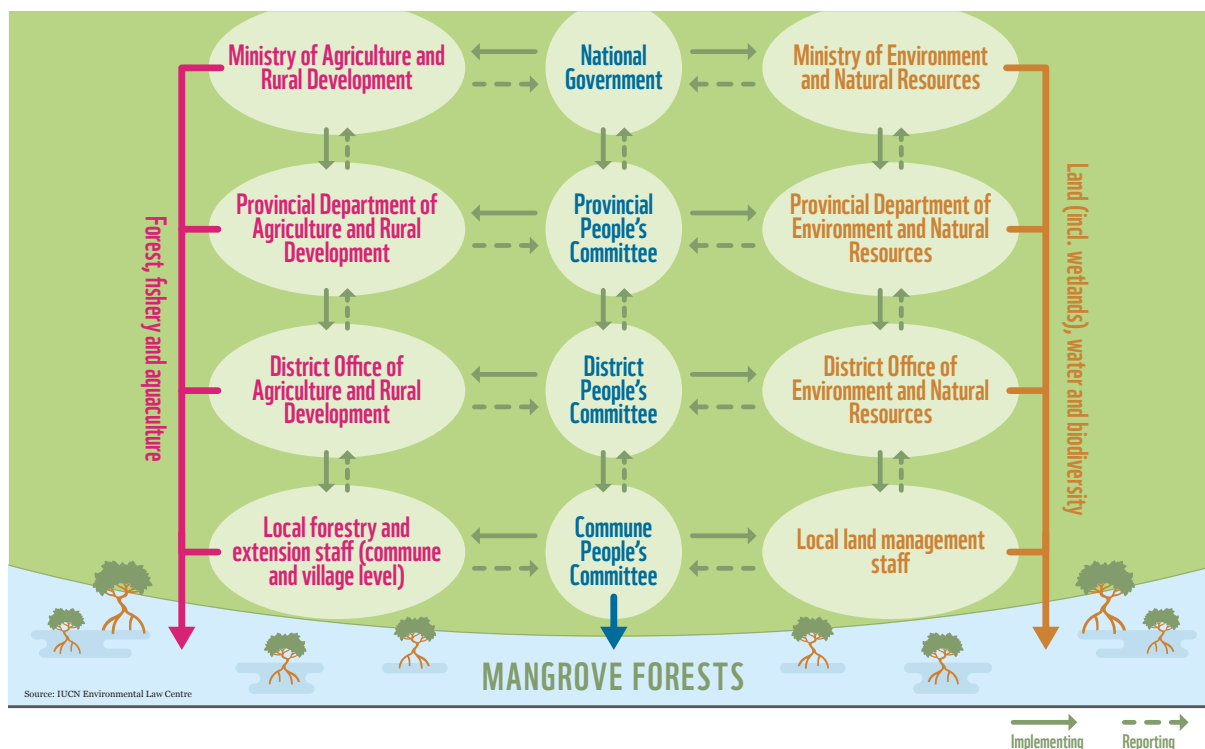 Ministry of Agriculture and
Rural Development
National
Government
Ministry of Environment
and Natural Resources
Provincial Department of
Agriculture and Rural
Development
Provincial
People's
Committee
Provincial Department of
Environment and Natural
Resources
Forest, fishery and aquaculture
Land (incl. wetlands), water and biodiversity
District Office of
Agriculture and Rural
Development
District
People's
Committee
District Office of
Environment and Natural
Resources
Local forestry and
extension staff (commune
and village level)
Commune
People's
Committee
Local land management
staff
MANGROVE FORESTS
Source: IUCN Environmental Law Centre
Implementing
Reporting